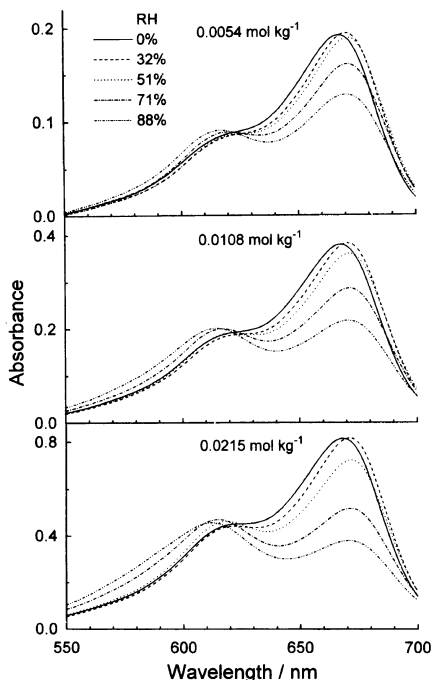 RH
0%
32%
51%
71%
88%
0.0054 mol kg⁻¹
0.2
0.1
0.0
0.0108 mol kg⁻¹
0.4
0.2
0.0
0.0215 mol kg⁻¹
0.8
0.4
0.0
Absorbance
550 600 650 700
Wavelength / nm